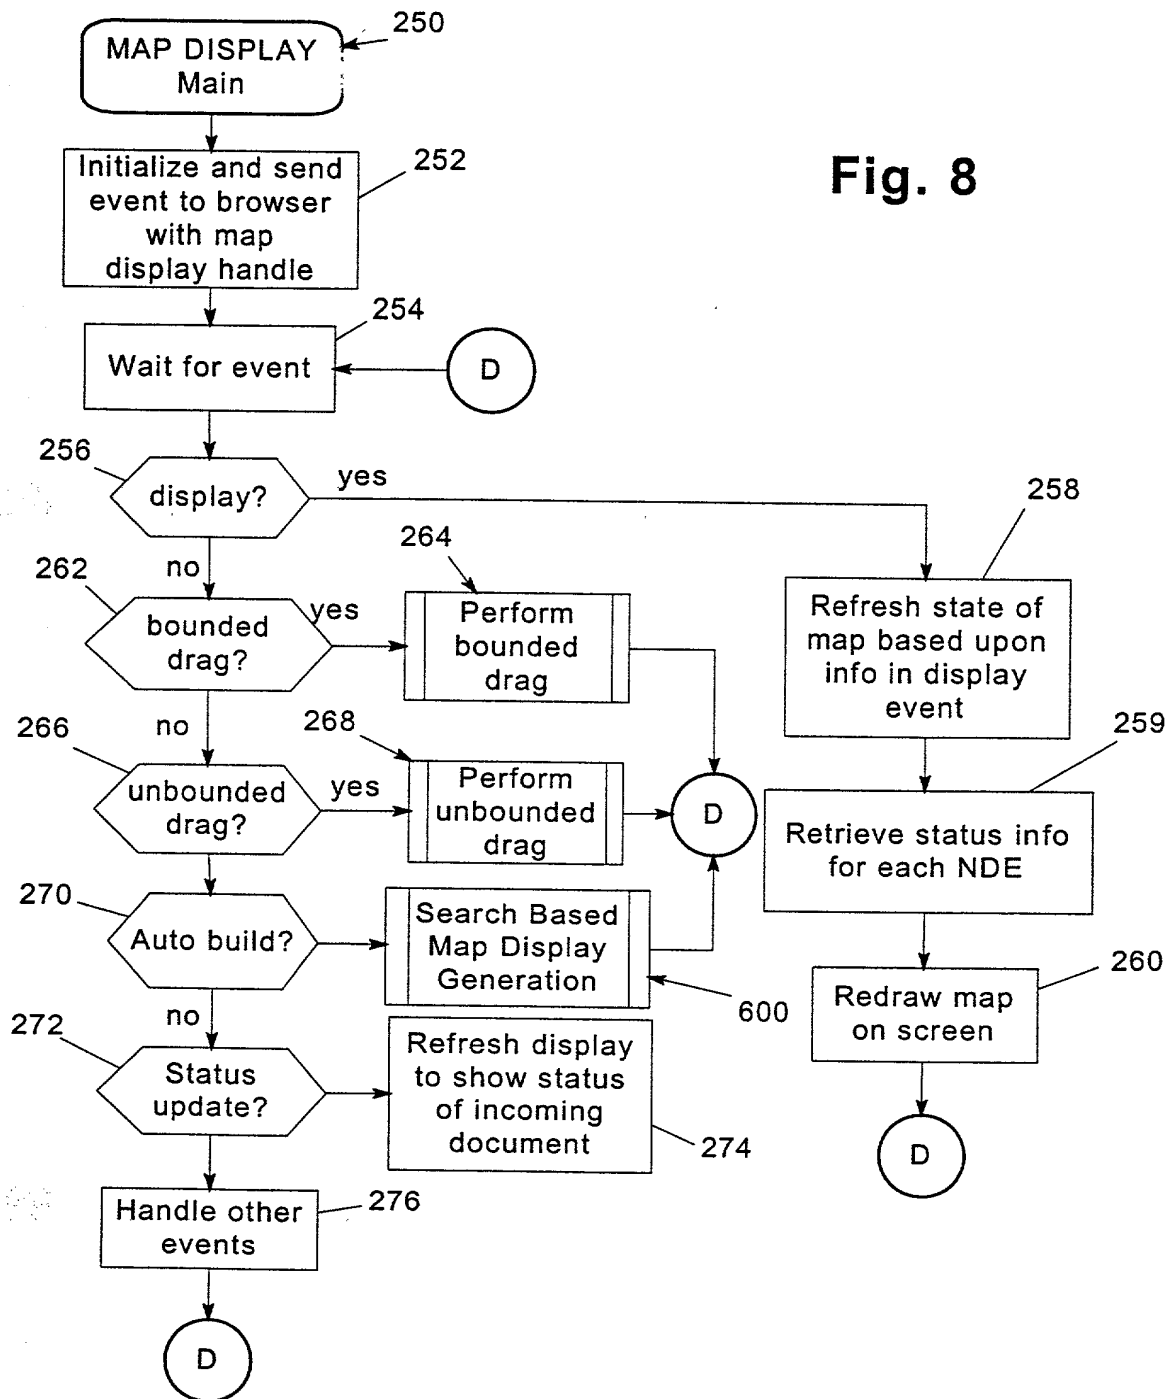 250
MAP DISPLAY
Main
Fig. 8
252
Initialize and send
event to browser
with map
display handle
254
Wait for event
D
256
display?
yes
no
258
Refresh state of
map based upon
info in display
event
262
bounded
drag?
yes
no
264
Perform
bounded
drag
259
Retrieve status info
for each NDE
266
unbounded
drag?
yes
268
Perform
unbounded
drag
D
270
Auto build?
no
Search Based
Map Display
Generation
600
260
Redraw map
on screen
D
272
Status
update?
Refresh display
to show status
of incoming
document
274
276
Handle other
events
D